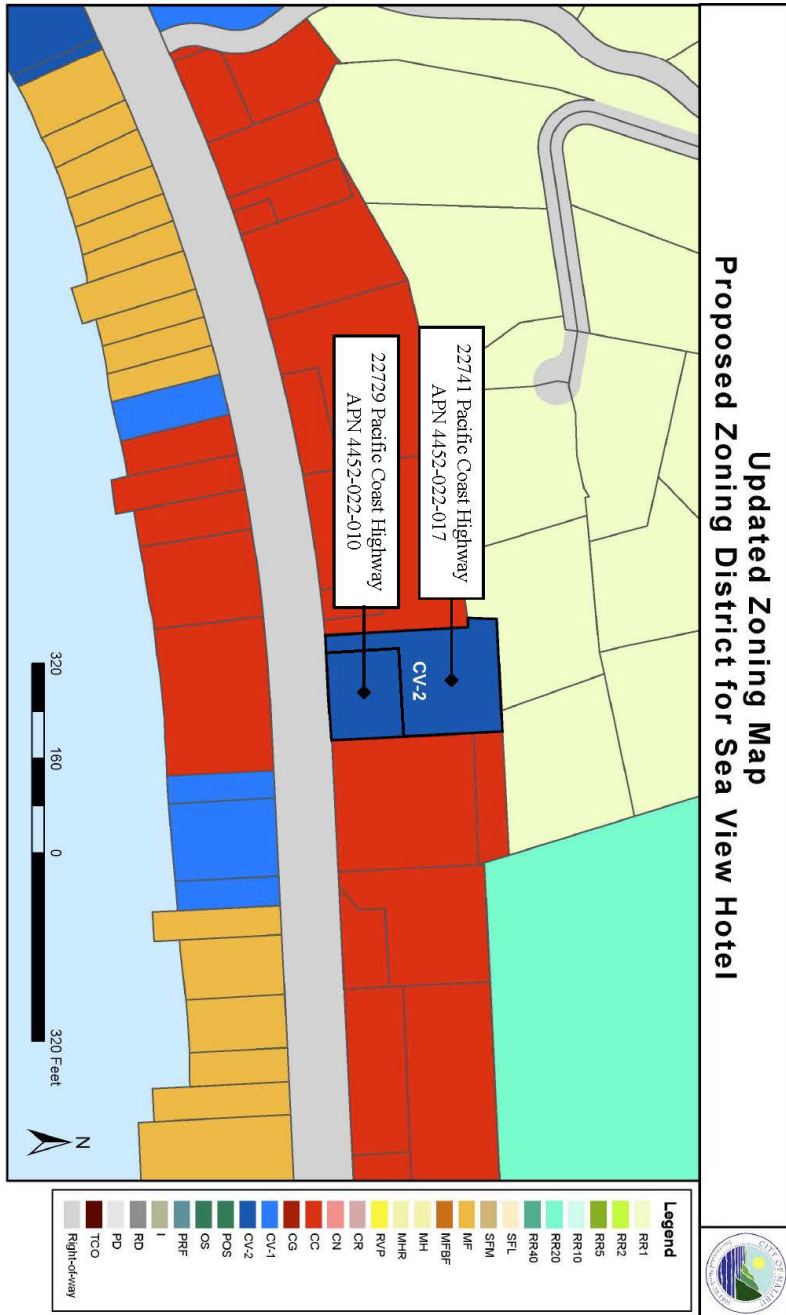 Updated Zoning Map
Proposed Zoning District for Sea View Hotel
22741 Pacific Coast Highway
APN 4452-022-017
22729 Pacific Coast Highway
APN 4452-022-010
CV-2
320
160
0
320 Feet
N
Legend
RR1
RR2
RR5
RR10
RR20
RR40
SFL
SFM
MF
MFBF
MH
MHR
RVP
CR
CN
CC
CG
CV-1
CV-2
POS
OS
PRF
I
RD
PD
TCO
Right-of-way
CITY OF MALIBU